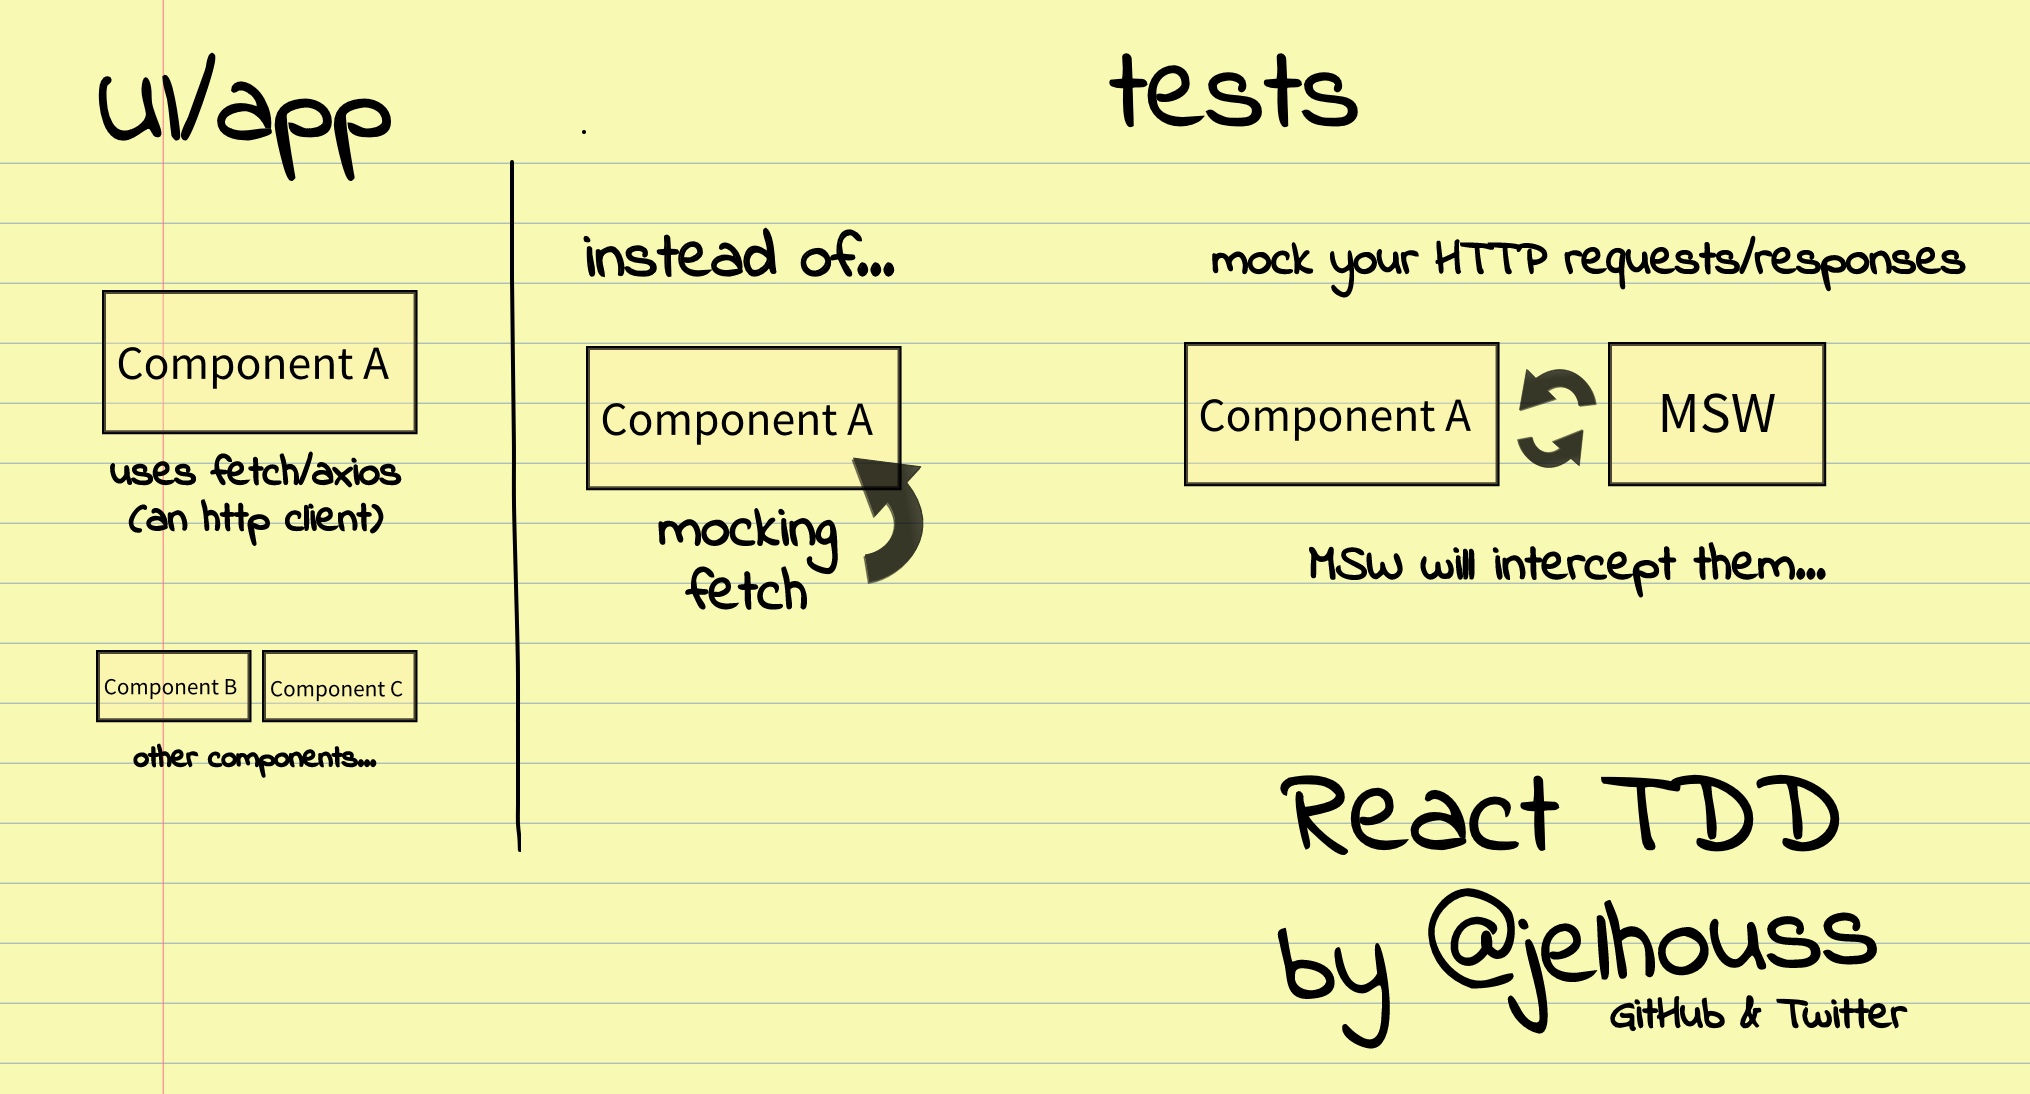 UI/app
Component A
uses fetch/axios
(an http client)
Component B
Component C
other components...
tests
instead of...
Component A
mocking
fetch
mock your HTTP requests/responses
Component A
MSW
MSW will intercept them...
React TDD
by @jelhouss
GitHub & Twitter